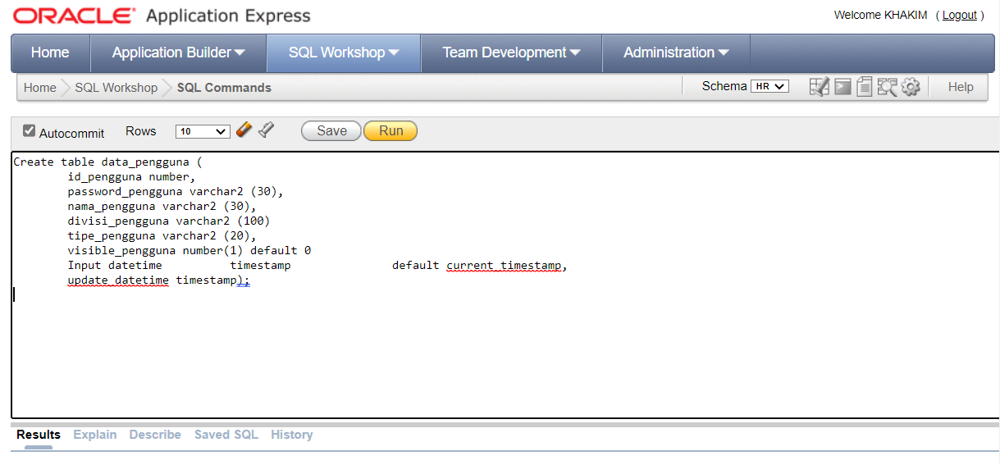 ORACLE® Application Express
Welcome KHAKIM ( Logout )
Home Application Builder SQL Workshop Team Development Administration
Home SQL Workshop SQL Commands Schema HR Help
Autocommit Rows 10 Save Run
Create table data_pengguna (
id_pengguna number,
password_pengguna varchar2 (30),
nama_pengguna varchar2 (30),
divisi_pengguna varchar2 (100)
tipe_pengguna varchar2 (20),
visible_pengguna number(1) default 0
Input datetime timestamp default current_timestamp,
update_datetime timestamp);
Results Explain Describe Saved SQL History